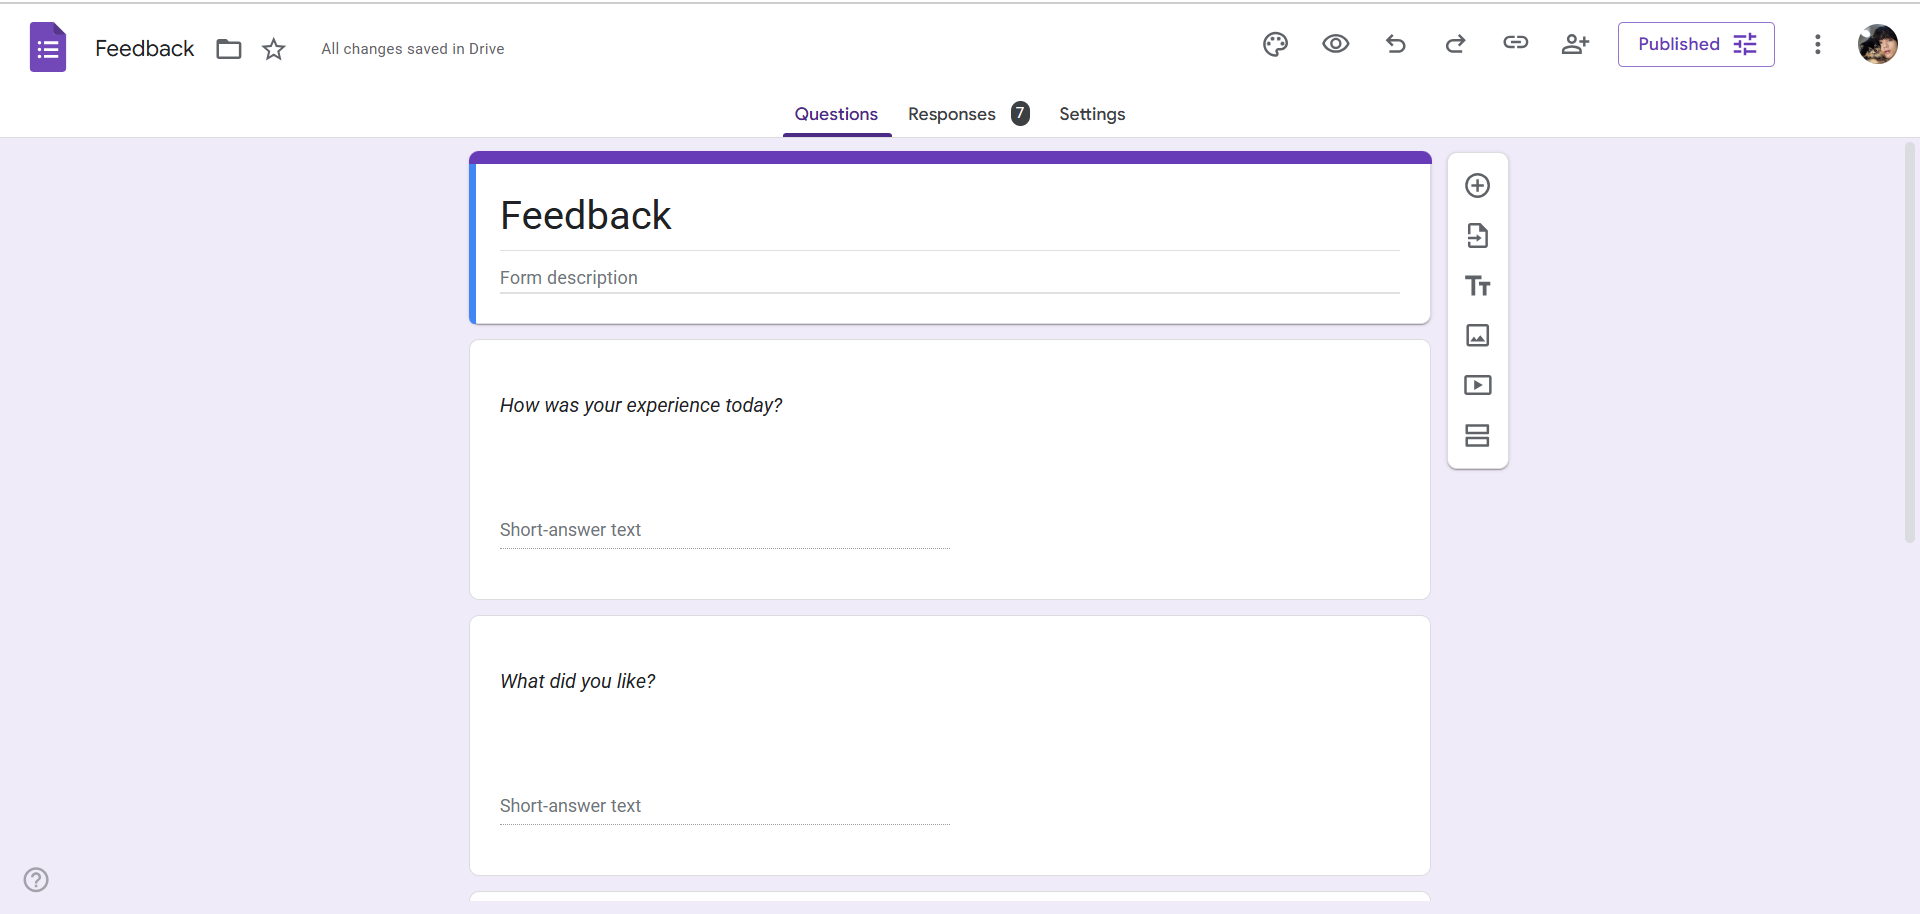 Feedback
All changes saved in Drive
Published
Questions
Responses 7
Settings
Feedback
Form description
How was your experience today?
Short-answer text
What did you like?
Short-answer text